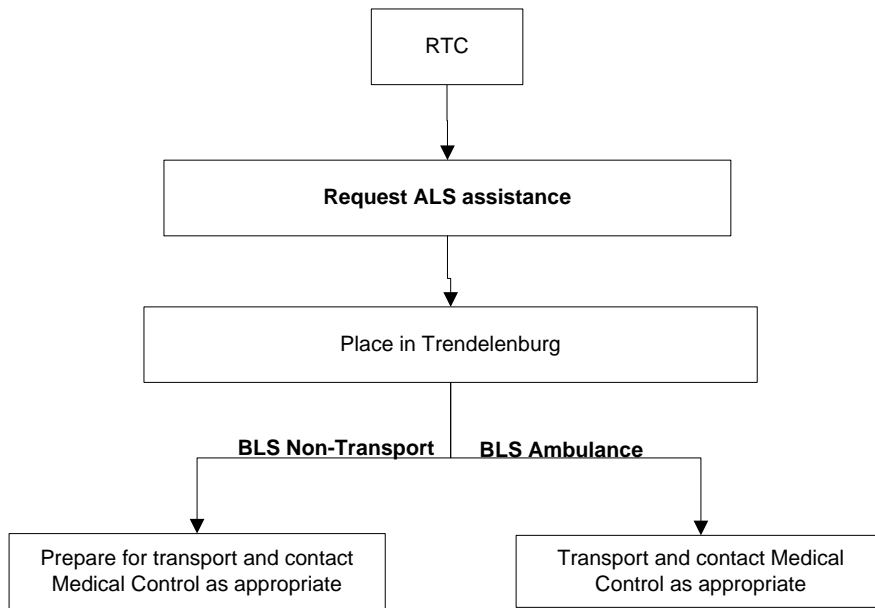 RTC
Request ALS assistance
Place in Trendelenburg
BLS Non-Transport
BLS Ambulance
Prepare for transport and contact
Medical Control as appropriate
Transport and contact Medical
Control as appropriate